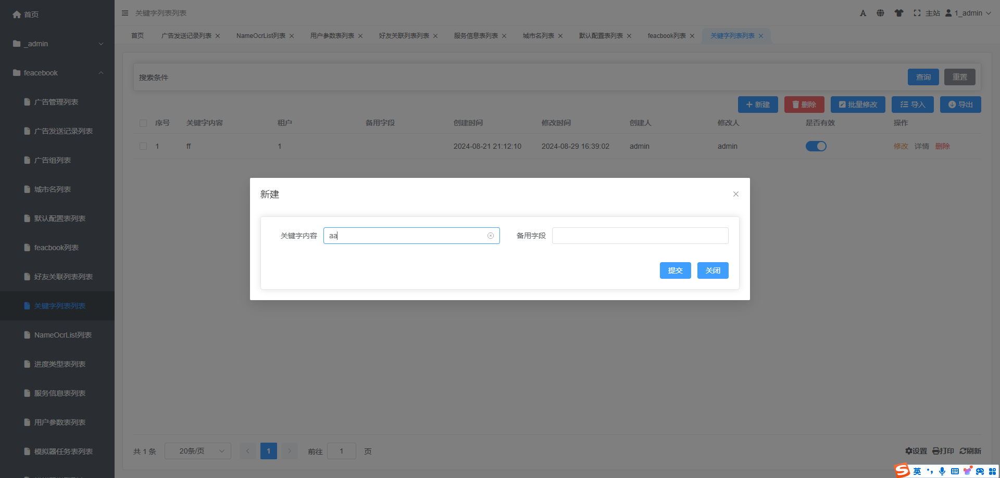 首页
_admin
feacebook
广告管理列表
广告发送记录列表
广告组列表
城市名列表
默认配置表列表
feacbook列表
好友关联列表列表
关键字列表列表
NameOcrList列表
进度类型表列表
服务信息表列表
用户参数表列表
模拟器任务表列表
关键字列表列表
主站 1_admin
首页 广告发送记录列表 NameOcrList列表 用户参数表列表 好友关联列表列表 服务信息表列表 城市名列表 默认配置表列表 feacbook列表 关键字列表列表
搜索条件 查询 重置
新建 删除 批量修改 导入 导出
序号 关键字内容 租户 备用字段 创建时间 修改时间 创建人 修改人 是否有效 操作
1 ff 1 2024-08-21 21:12:10 2024-08-29 16:39:02 admin admin 修改 详情 删除
新建
关键字内容 aa 备用字段
提交 关闭
共 1 条 20条/页 1 前往 1 页 设置 打印 刷新
英